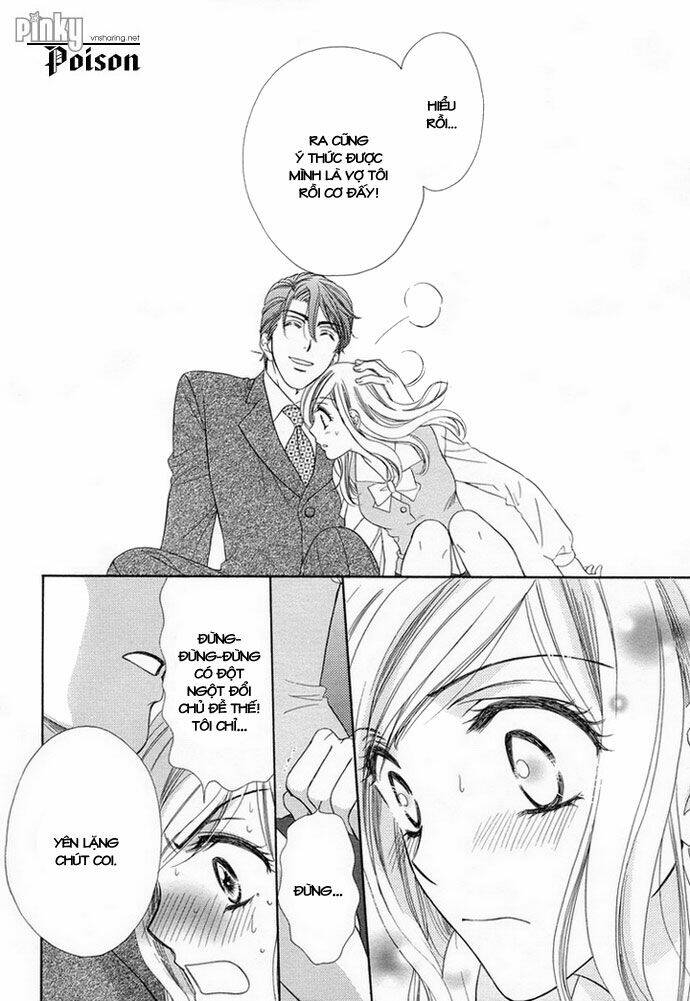 pinky
vnsharing.net
Poison
HIỂU
RỒI...
RA CŨNG
Ý THỨC ĐƯỢC
MÌNH LÀ VỢ TÔI
RỒI CƠ ĐẤY!
ĐỪNG-
ĐỪNG-ĐỪNG
CÓ ĐỘT
NGỘT ĐỔI
CHỦ ĐỀ THẾ!
TÔI CHỈ...
YÊN LẶNG
CHÚT COI.
ĐỪNG...